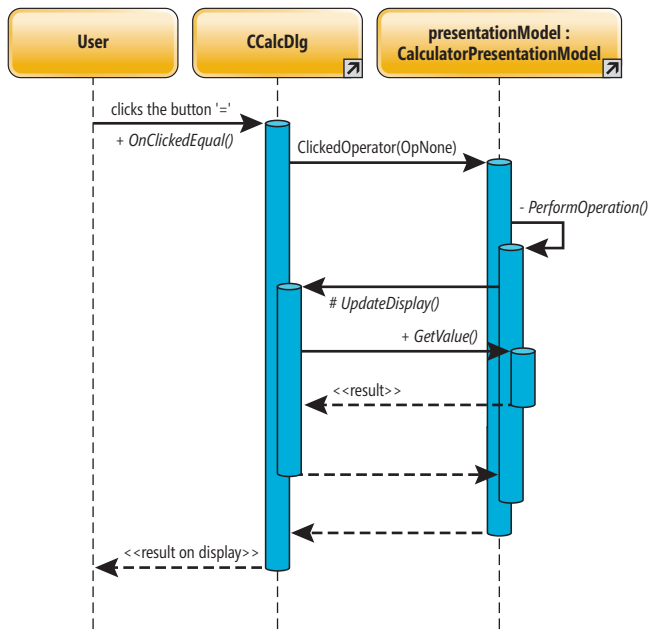 User
CCalcDlg
presentationModel :
CalculatorPresentationModel
clicks the button '='
+ OnClickedEqual()
ClickedOperator(OpNone)
- PerformOperation()
# UpdateDisplay()
+ GetValue()
<<result>>
<<result on display>>